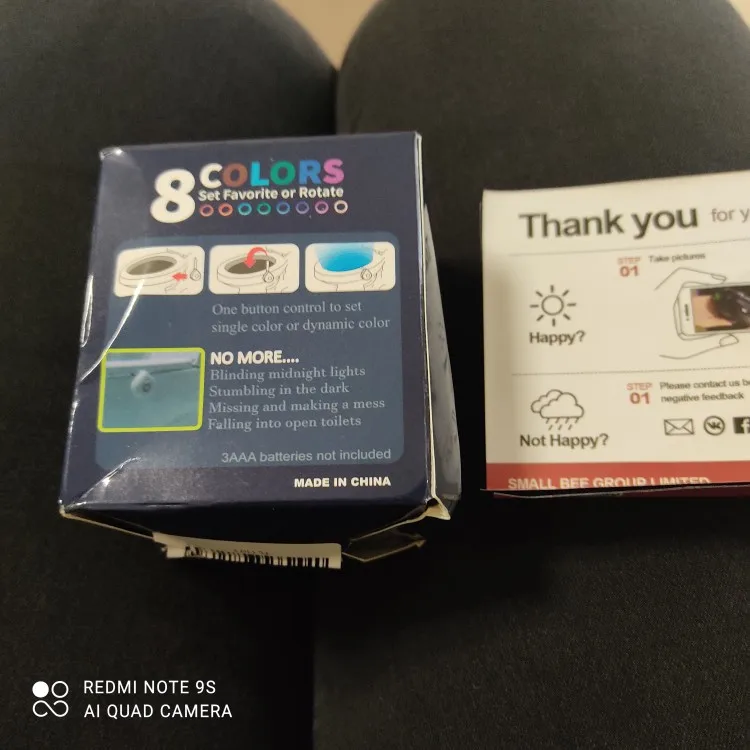 8 COLORS
Set Favorite or Rotate
One button control to set
single color or dynamic color
NO MORE....
Blinding midnight lights
Stumbling in the dark
Missing and making a mess
Falling into open toilets
3AAA batteries not included
MADE IN CHINA
Thank you for
STEP 01 Take pictures
Happy?
STEP 01 Please contact us
negative feedback
Not Happy?
SMALL BEE GROUP LIMITED
REDMI NOTE 9S
AI QUAD CAMERA